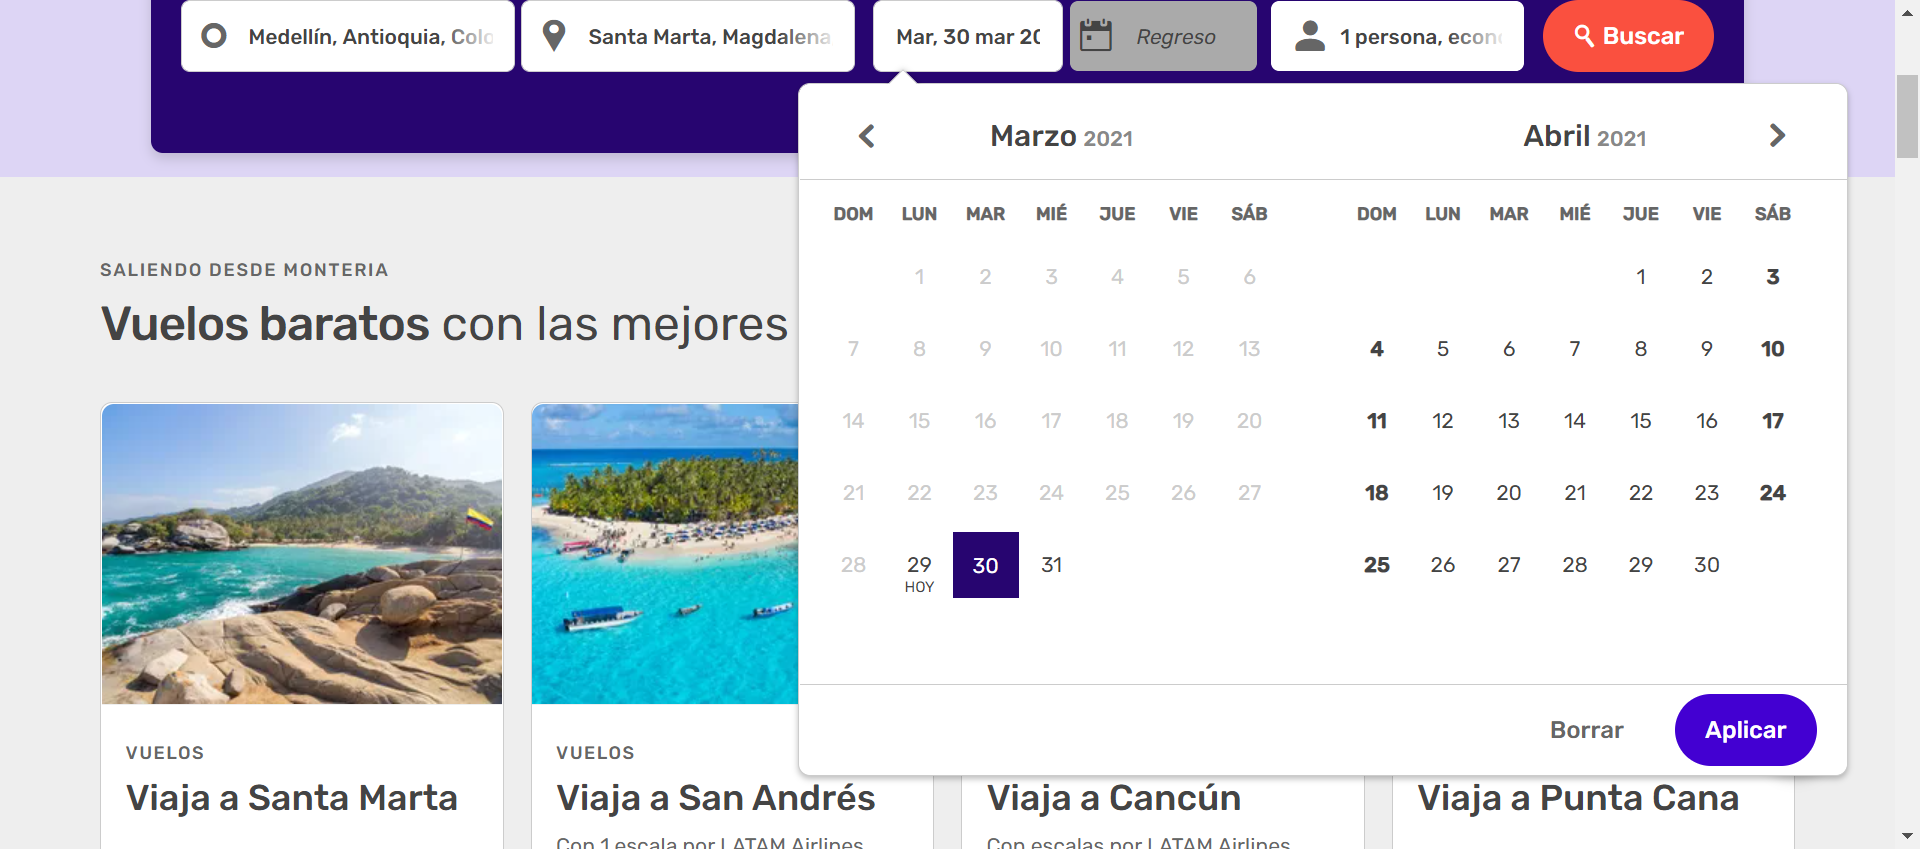 Medellín, Antioquia, Colo
Santa Marta, Magdalena
Mar, 30 mar 20
Regreso
1 persona, econ
Buscar
Marzo 2021
Abril 2021
DOM LUN MAR MIÉ JUE VIE SÁB
DOM LUN MAR MIÉ JUE VIE SÁB
1 2 3 4 5 6
1 2 3
7 8 9 10 11 12 13
4 5 6 7 8 9 10
14 15 16 17 18 19 20
11 12 13 14 15 16 17
21 22 23 24 25 26 27
18 19 20 21 22 23 24
28 29 30 31
HOY
25 26 27 28 29 30
Borrar
Aplicar
SALIENDO DESDE MONTERIA
Vuelos baratos con las mejores
VUELOS
Viaja a Santa Marta
VUELOS
Viaja a San Andrés
Con 1 escala por LATAM Airlines
Viaja a Cancún
Con escalas por LATAM Airlines
Viaja a Punta Cana